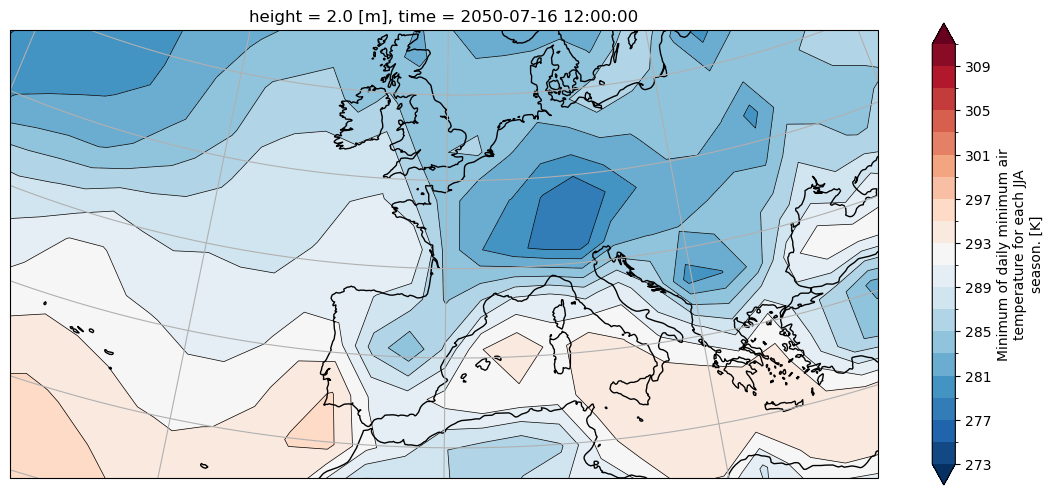 height = 2.0 [m], time = 2050-07-16 12:00:00
309
305
301
297
293
289
285
281
277
273
Minimum of daily minimum air
temperature for each JJA
season. [K]